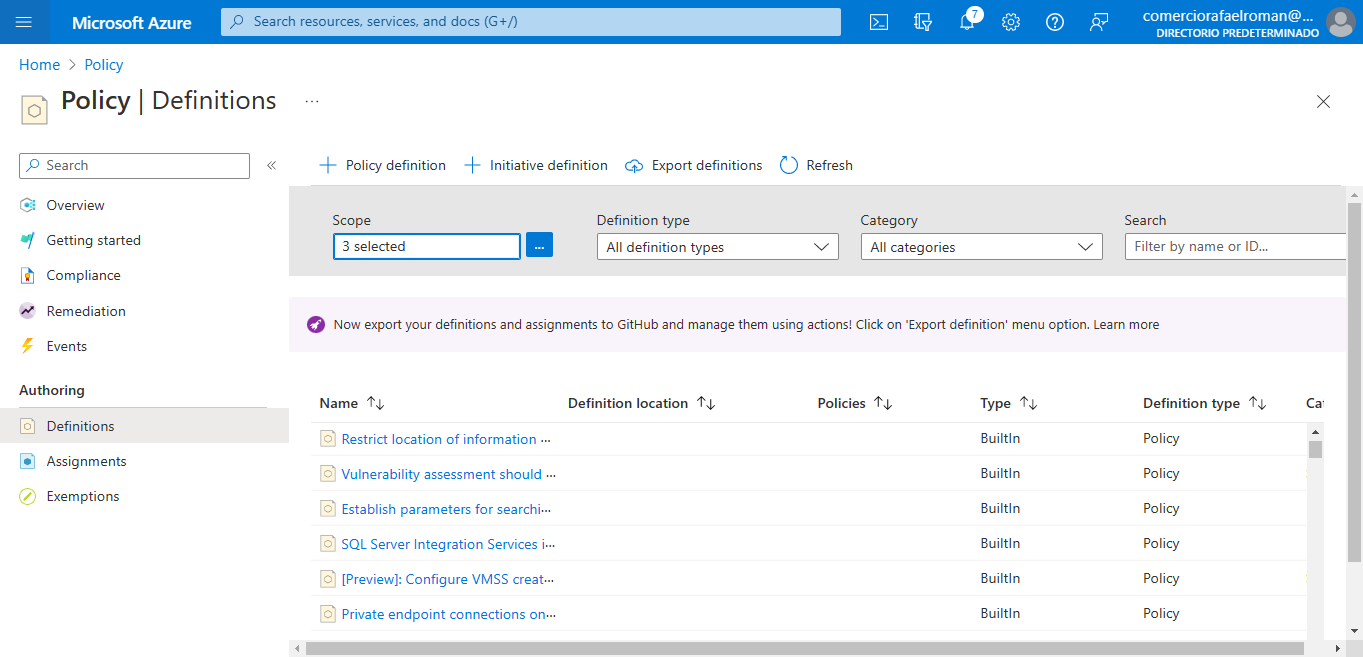 Microsoft Azure
Search resources, services, and docs (G+/)
7
comerciorafaelroman@...
DIRECTORIO PREDETERMINADO
Home > Policy
Policy | Definitions ...
Search
«
Overview
Getting started
Compliance
Remediation
Events
Authoring
Definitions
Assignments
Exemptions
Policy definition Initiative definition Export definitions Refresh
Scope Definition type Category Search
3 selected ... All definition types All categories Filter by name or ID...
Now export your definitions and assignments to GitHub and manage them using actions! Click on 'Export definition' menu option. Learn more
Name Definition location Policies Type Definition type Cat
Restrict location of information ... BuiltIn Policy
Vulnerability assessment should ... BuiltIn Policy
Establish parameters for searchi... BuiltIn Policy
SQL Server Integration Services i... BuiltIn Policy
[Preview]: Configure VMSS creat... BuiltIn Policy
Private endpoint connections on... BuiltIn Policy